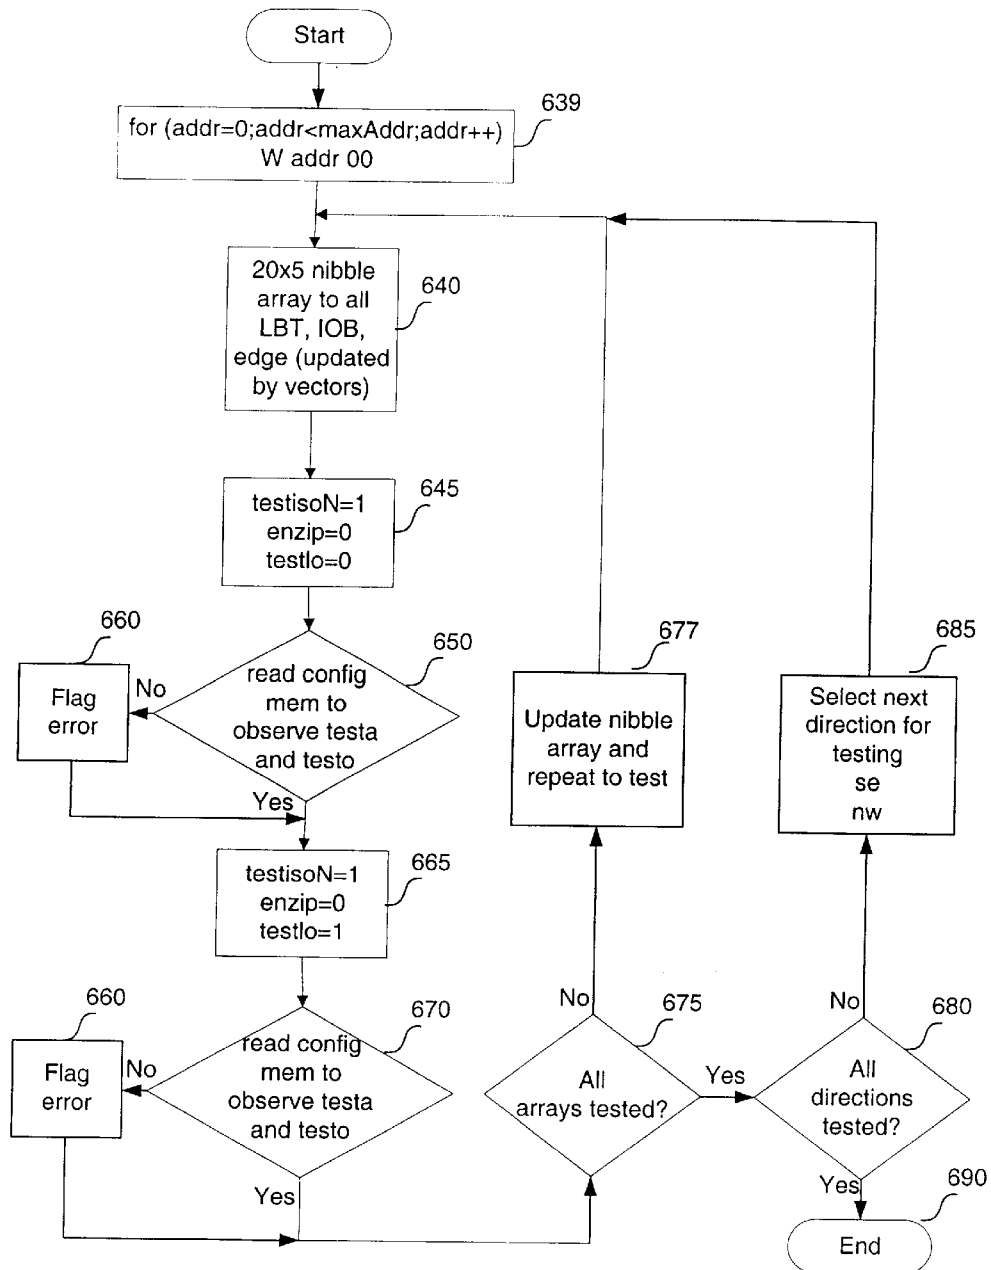 Start
639
for (addr=0;addr<maxAddr;addr++)
W addr 00
20x5 nibble
array to all
LBT, IOB,
edge (updated
by vectors)
640
testisoN=1
enzip=0
testlo=0
645
660
Flag
error
No
read config
mem to
observe testa
and testo
650
Yes
testisoN=1
enzip=0
testlo=1
665
660
Flag
error
No
read config
mem to
observe testa
and testo
670
Yes
677
Update nibble
array and
repeat to test
No
675
All
arrays tested?
Yes
685
Select next
direction for
testing
se
nw
No
680
All
directions
tested?
Yes
690
End